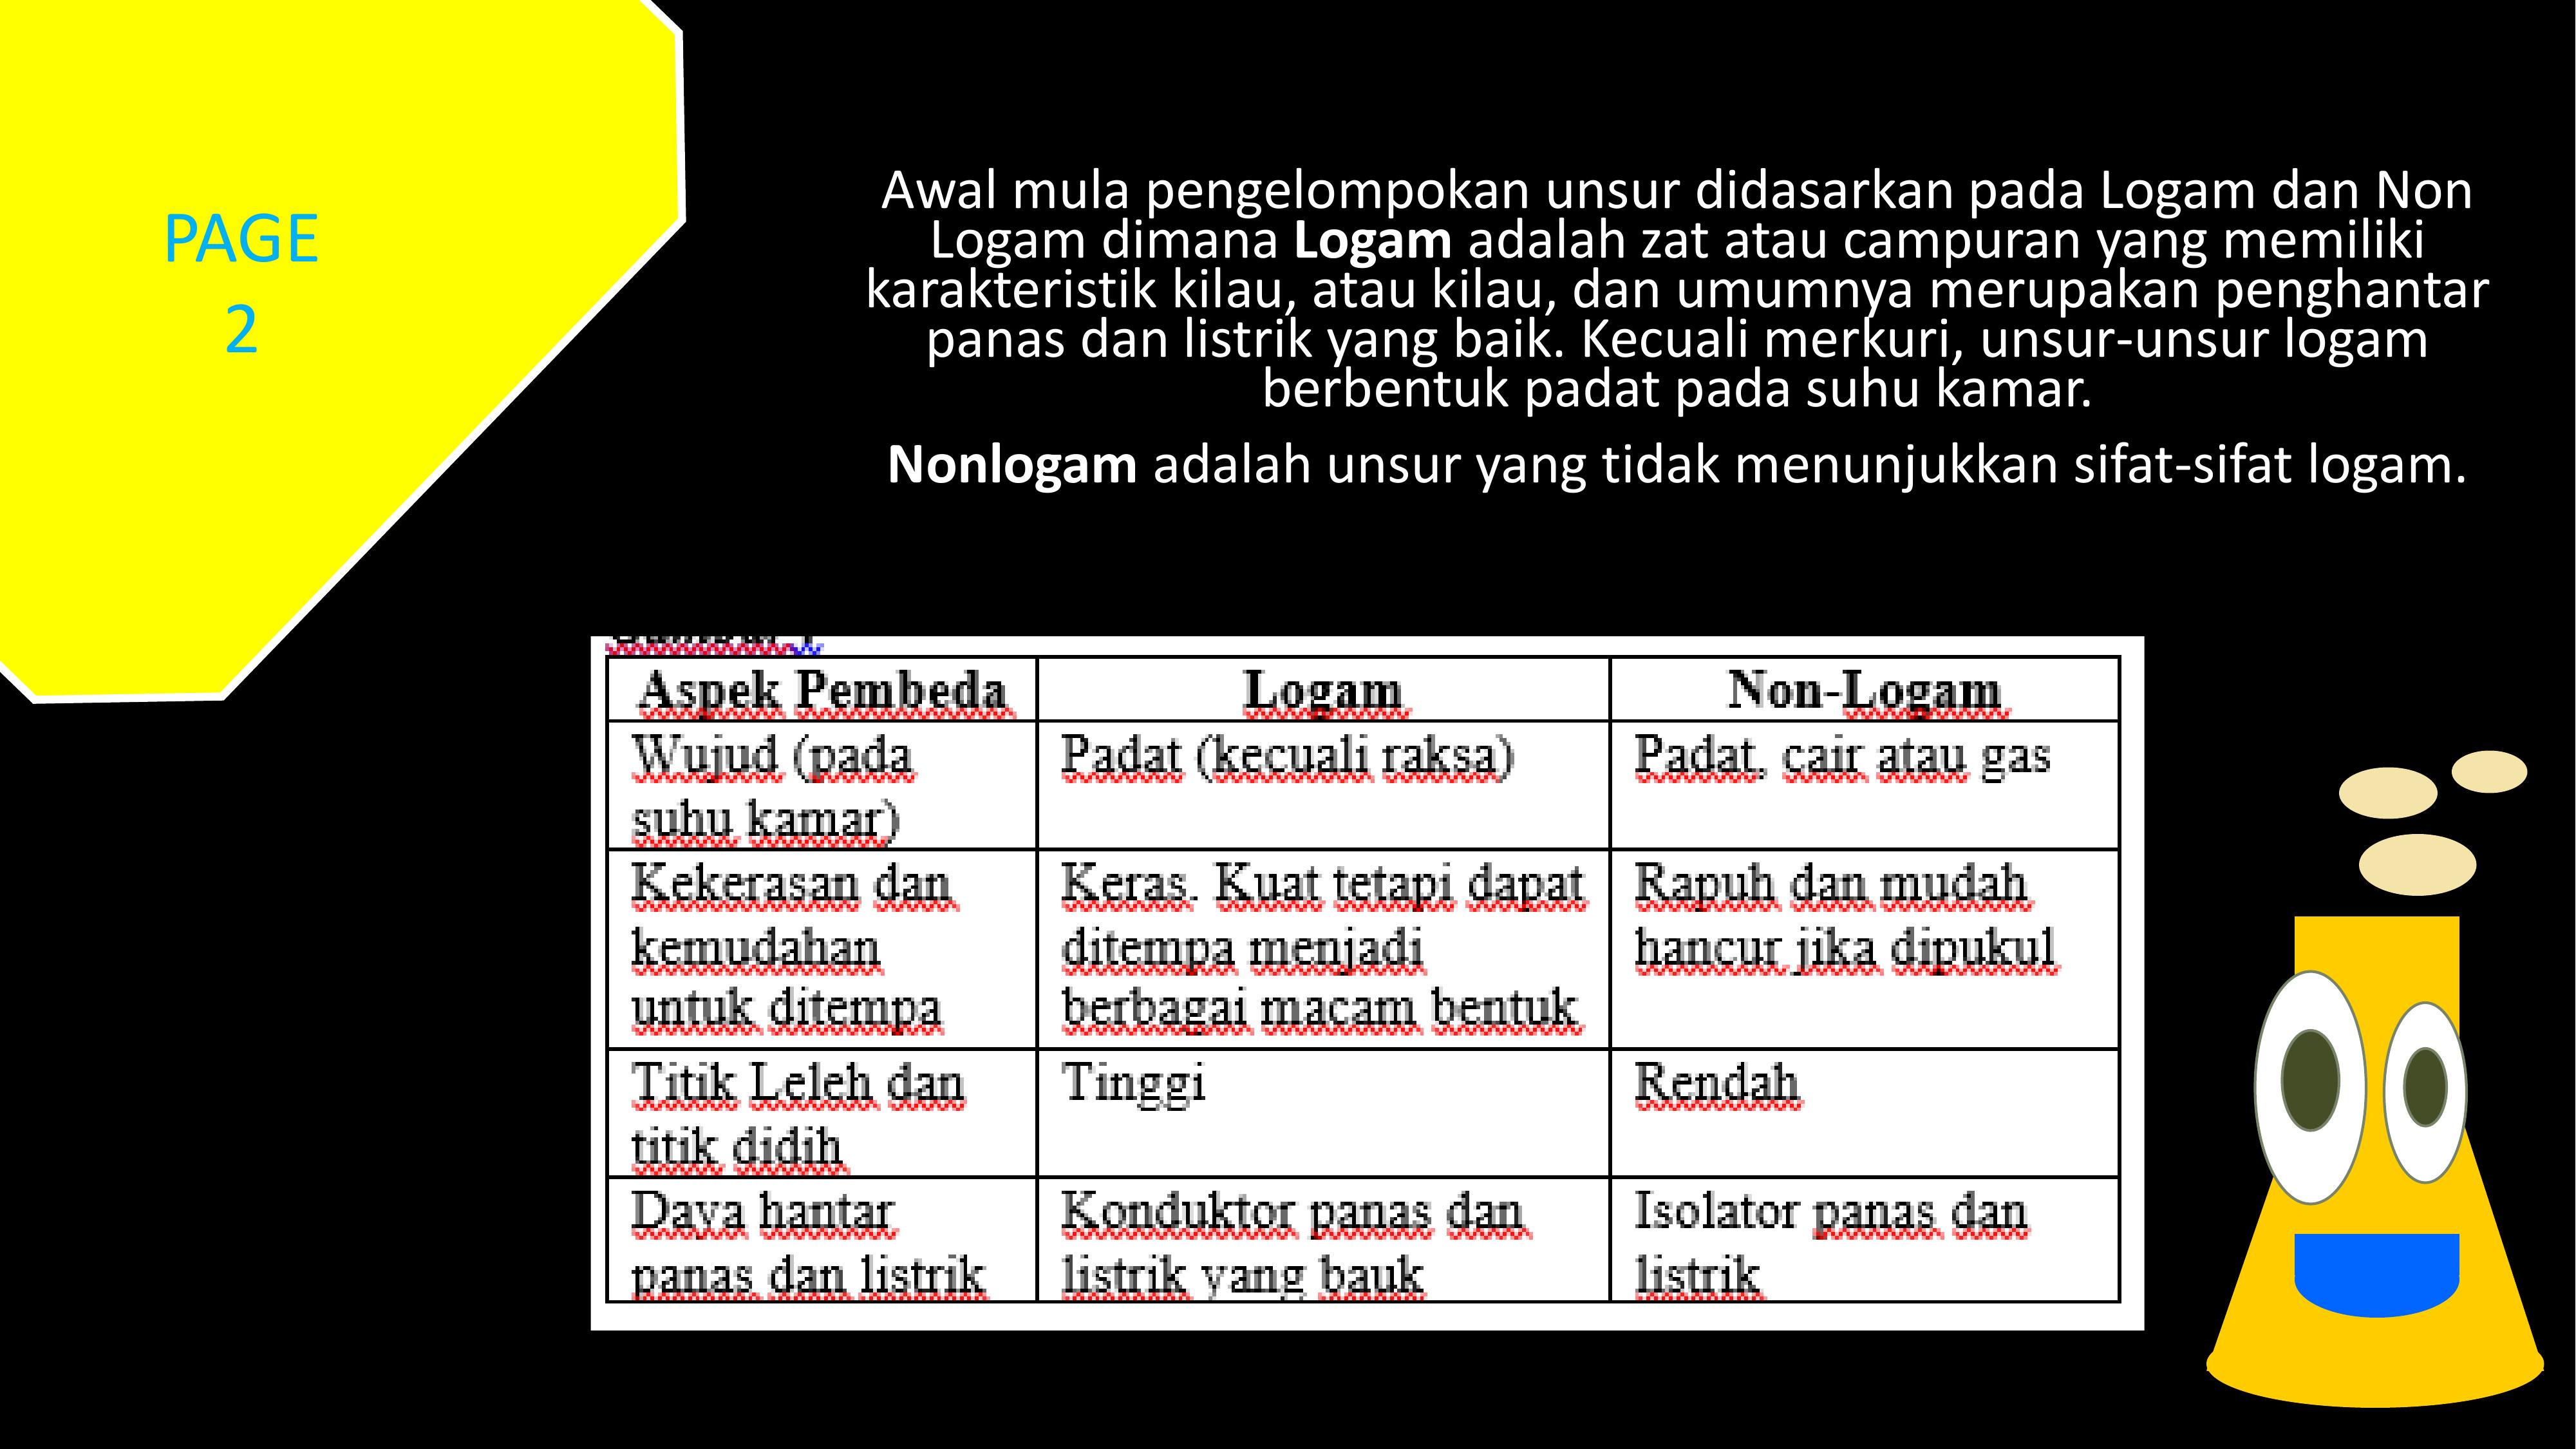 PAGE
2
Awal mula pengelompokan unsur didasarkan pada Logam dan Non
Logam dimana Logam adalah zat atau campuran yang memiliki
karakteristik kilau, atau kilau, dan umumnya merupakan penghantar
panas dan listrik yang baik. Kecuali merkuri, unsur-unsur logam
berbentuk padat pada suhu kamar.
Nonlogam adalah unsur yang tidak menunjukkan sifat-sifat logam.
Aspek Pembeda Logam Non-Logam
Wujud (pada Padat (kecuali raksa) Padat, cair atau gas
suhu kamar)
Kekerasan dan Keras. Kuat tetapi dapat Rapuh dan mudah
kemudahan ditempa menjadi hancur jika dipukul
untuk ditempa berbagai macam bentuk
Titik Leleh dan Tinggi Rendah
titik didih
Daya hantar Konduktor panas dan Isolator panas dan
panas dan listrik listrik yang bauk listrik